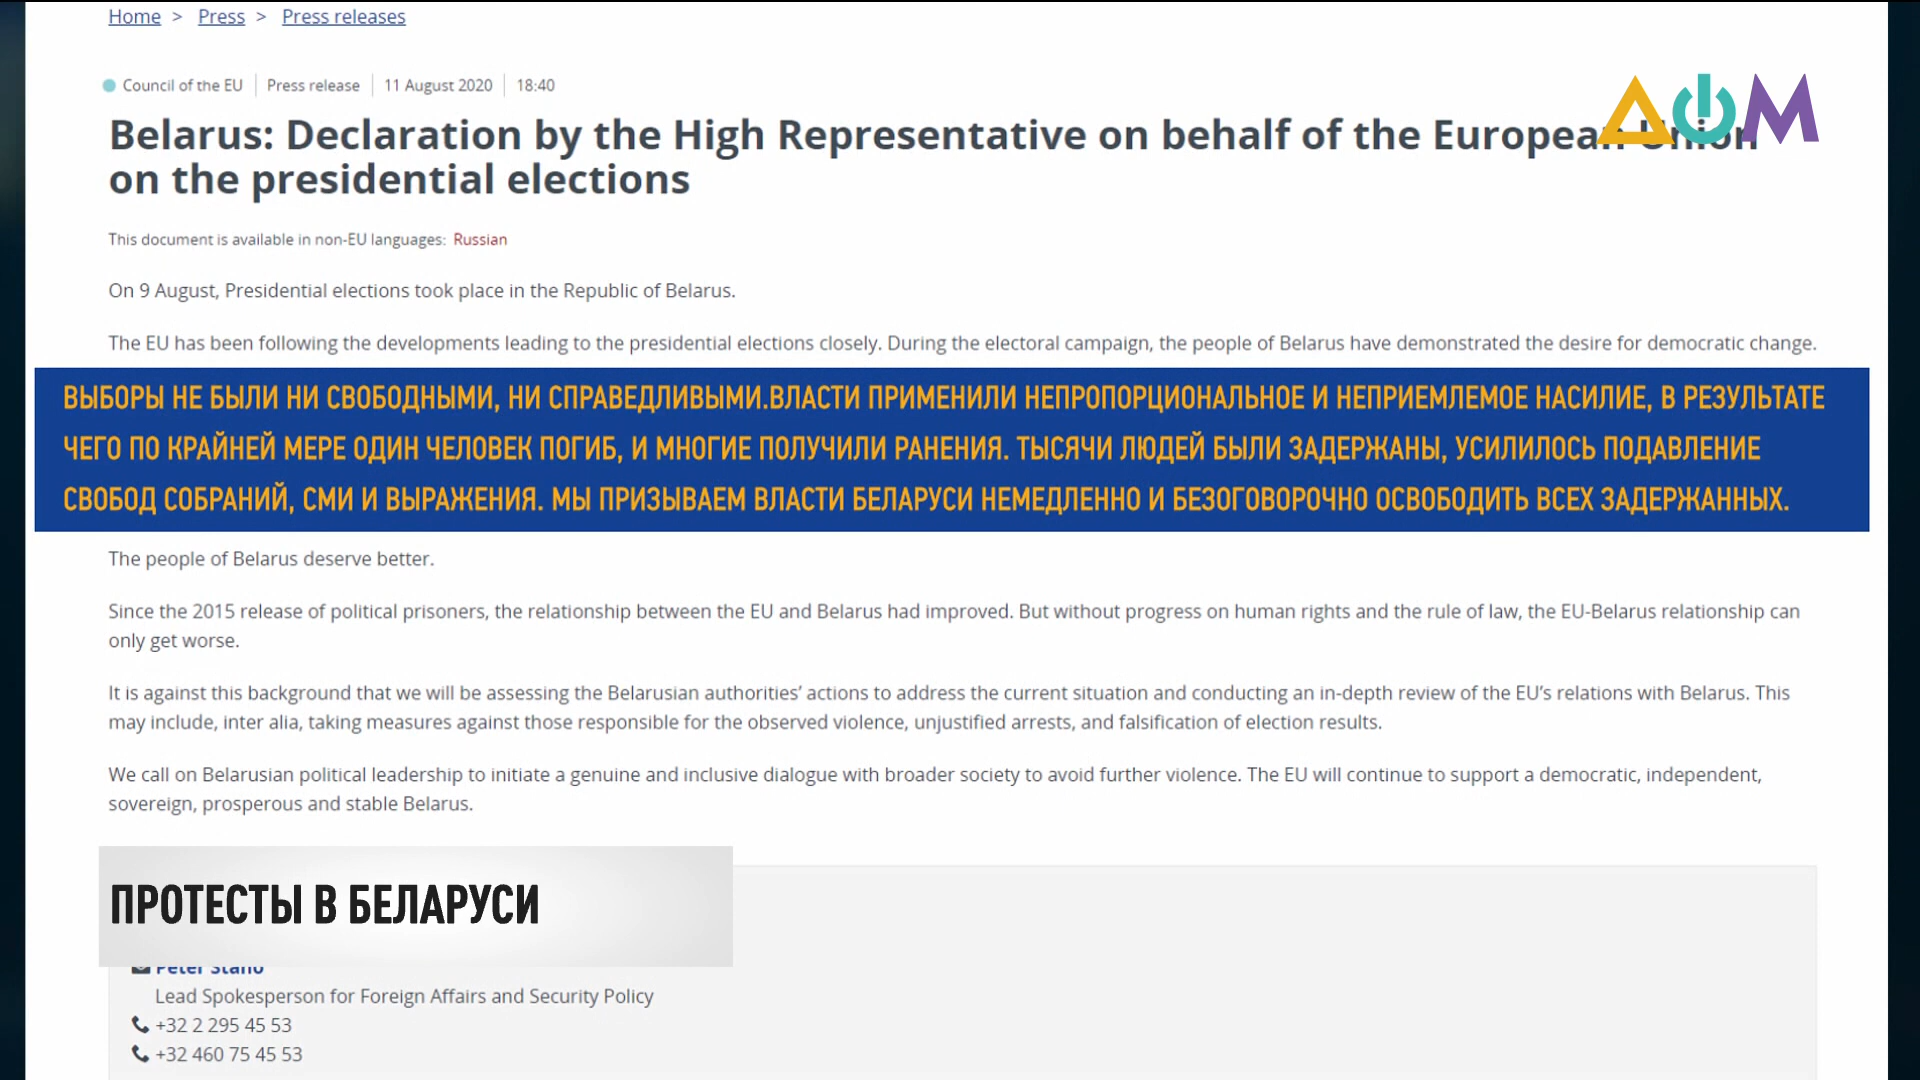 Home > Press > Press releases
Council of the EU | Press release | 11 August 2020 | 18:40
ДОМ
Belarus: Declaration by the High Representative on behalf of the European Union
on the presidential elections
This document is available in non-EU languages: Russian
On 9 August, Presidential elections took place in the Republic of Belarus.
The EU has been following the developments leading to the presidential elections closely. During the electoral campaign, the people of Belarus have demonstrated the desire for democratic change.
ВЫБОРЫ НЕ БЫЛИ НИ СВОБОДНЫМИ, НИ СПРАВЕДЛИВЫМИ.ВЛАСТИ ПРИМЕНИЛИ НЕПРОПОРЦИОНАЛЬНОЕ И НЕПРИЕМЛЕМОЕ НАСИЛИЕ, В РЕЗУЛЬТАТЕ
ЧЕГО ПО КРАЙНЕЙ МЕРЕ ОДИН ЧЕЛОВЕК ПОГИБ, И МНОГИЕ ПОЛУЧИЛИ РАНЕНИЯ. ТЫСЯЧИ ЛЮДЕЙ БЫЛИ ЗАДЕРЖАНЫ, УСИЛИЛОСЬ ПОДАВЛЕНИЕ
СВОБОД СОБРАНИЙ, СМИ И ВЫРАЖЕНИЯ. МЫ ПРИЗЫВАЕМ ВЛАСТИ БЕЛАРУСИ НЕМЕДЛЕННО И БЕЗОГОВОРОЧНО ОСВОБОДИТЬ ВСЕХ ЗАДЕРЖАННЫХ.
The people of Belarus deserve better.
Since the 2015 release of political prisoners, the relationship between the EU and Belarus had improved. But without progress on human rights and the rule of law, the EU-Belarus relationship can
only get worse.
It is against this background that we will be assessing the Belarusian authorities’ actions to address the current situation and conducting an in-depth review of the EU’s relations with Belarus. This
may include, inter alia, taking measures against those responsible for the observed violence, unjustified arrests, and falsification of election results.
We call on Belarusian political leadership to initiate a genuine and inclusive dialogue with broader society to avoid further violence. The EU will continue to support a democratic, independent,
sovereign, prosperous and stable Belarus.
ПРОТЕСТЫ В БЕЛАРУСИ
Peter Stano
Lead Spokesperson for Foreign Affairs and Security Policy
+32 2 295 45 53
+32 460 75 45 53